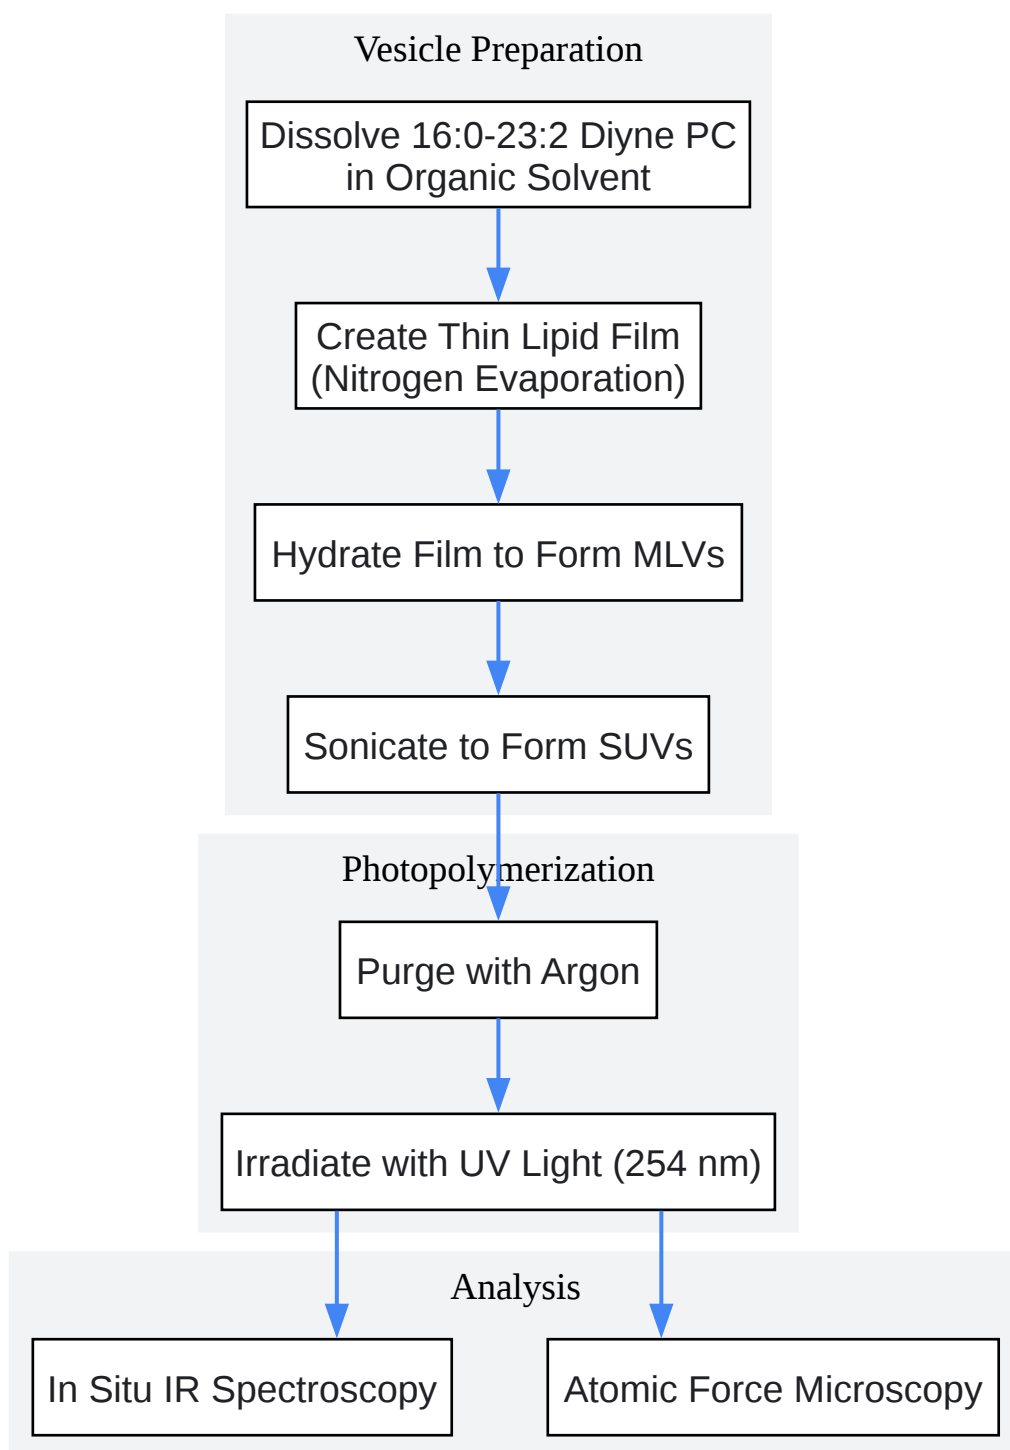 Vesicle Preparation
Dissolve 16:0-23:2 Diyne PC
in Organic Solvent
Create Thin Lipid Film
(Nitrogen Evaporation)
Hydrate Film to Form MLVs
Sonicate to Form SUVs
Photopolymerization
Purge with Argon
Irradiate with UV Light (254 nm)
Analysis
In Situ IR Spectroscopy
Atomic Force Microscopy